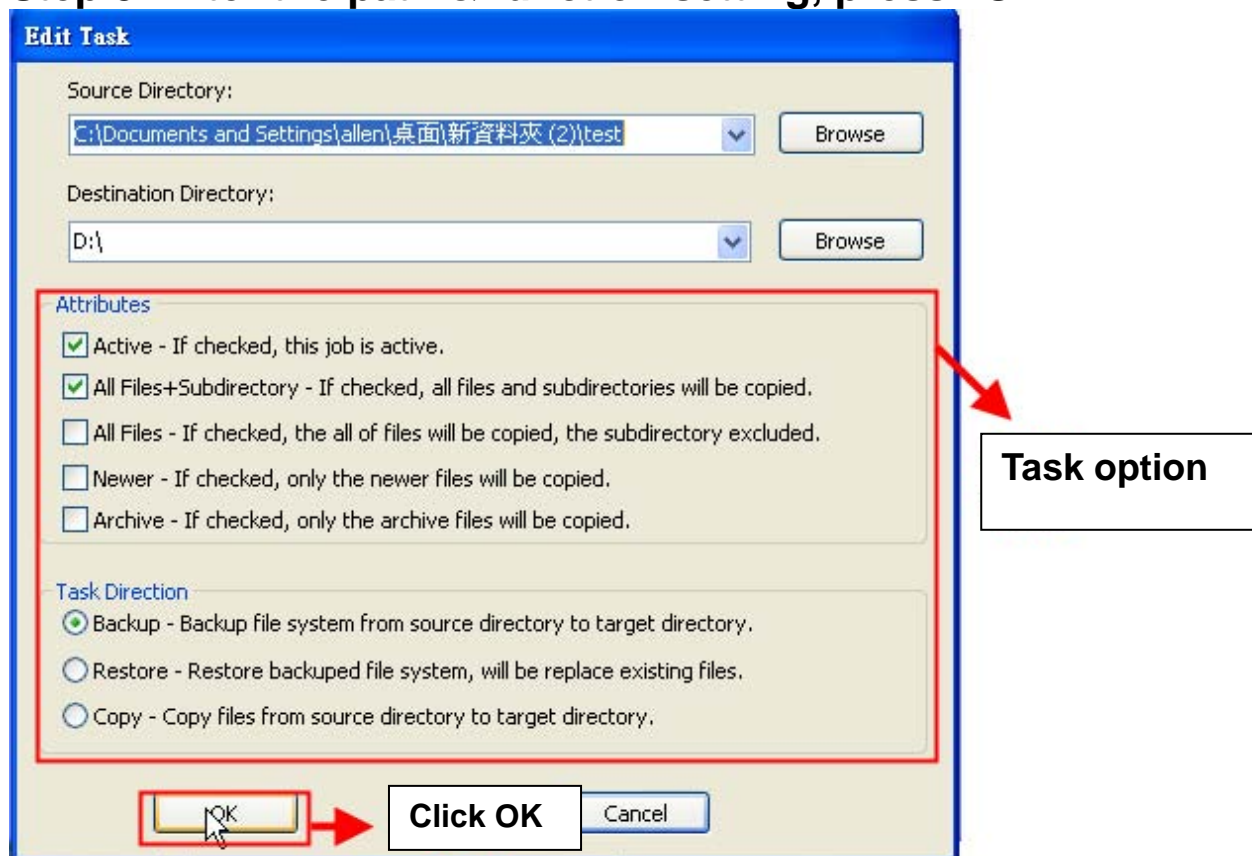 Edit Task
Source Directory:
C:\Documents and Settings\allen\桌面\新資料夾 (2)\test
Browse
Destination Directory:
D:\
Browse
Attributes
Active - If checked, this job is active.
All Files+Subdirectory - If checked, all files and subdirectories will be copied.
All Files - If checked, the all of files will be copied, the subdirectory excluded.
Newer - If checked, only the newer files will be copied.
Archive - If checked, only the archive files will be copied.
Task option
Task Direction
Backup - Backup file system from source directory to target directory.
Restore - Restore backuped file system, will be replace existing files.
Copy - Copy files from source directory to target directory.
OK
Click OK
Cancel